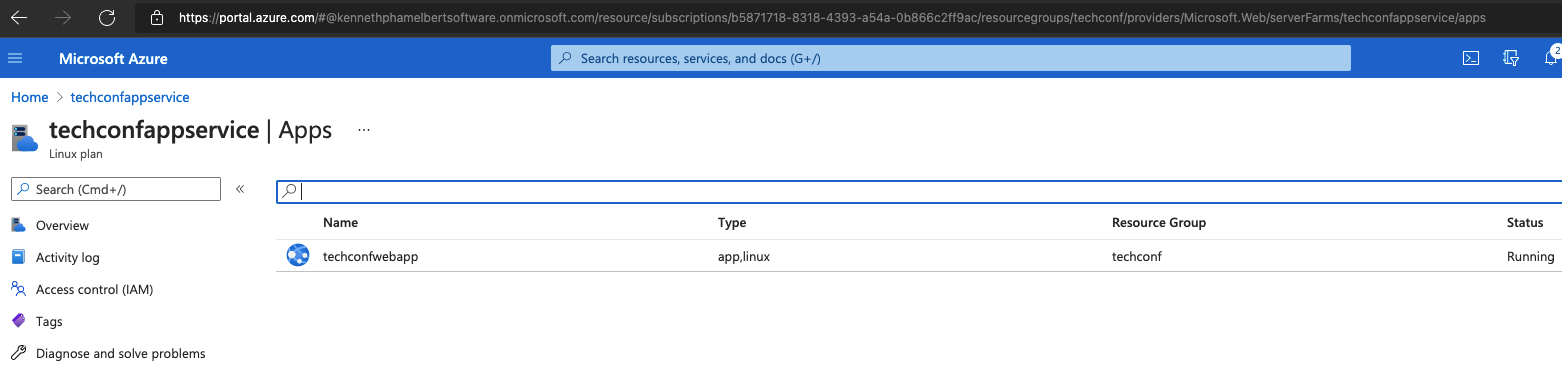 https://portal.azure.com/#@kennethphamelbertsoftware.onmicrosoft.com/resource/subscriptions/b5871718-8318-4393-a54a-0b866c2ff9ac/resourcegroups/techconf/providers/Microsoft.Web/serverFarms/techconfappservice/apps
Microsoft Azure
Search resources, services, and docs (G+/)
2
Home > techconfappservice
techconfappservice | Apps ...
Linux plan
Search (Cmd+/) «
Name Type Resource Group Status
techconfwebapp app,linux techconf Running
Overview
Activity log
Access control (IAM)
Tags
Diagnose and solve problems